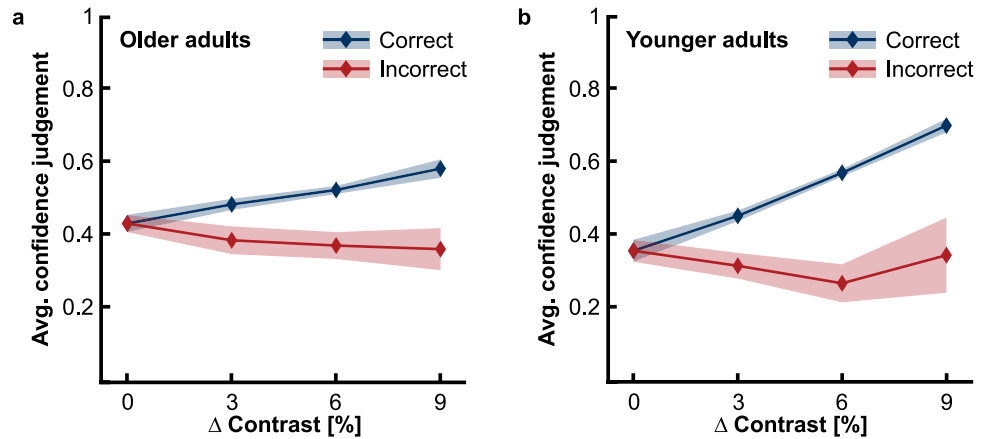 a
Older adults
Correct
Incorrect
Avg. confidence judgement
1
0.8
0.6
0.4
0.2
0
3
6
9
Δ Contrast [%]
b
Younger adults
Correct
Incorrect
Avg. confidence judgement
1
0.8
0.6
0.4
0.2
0
3
6
9
Δ Contrast [%]